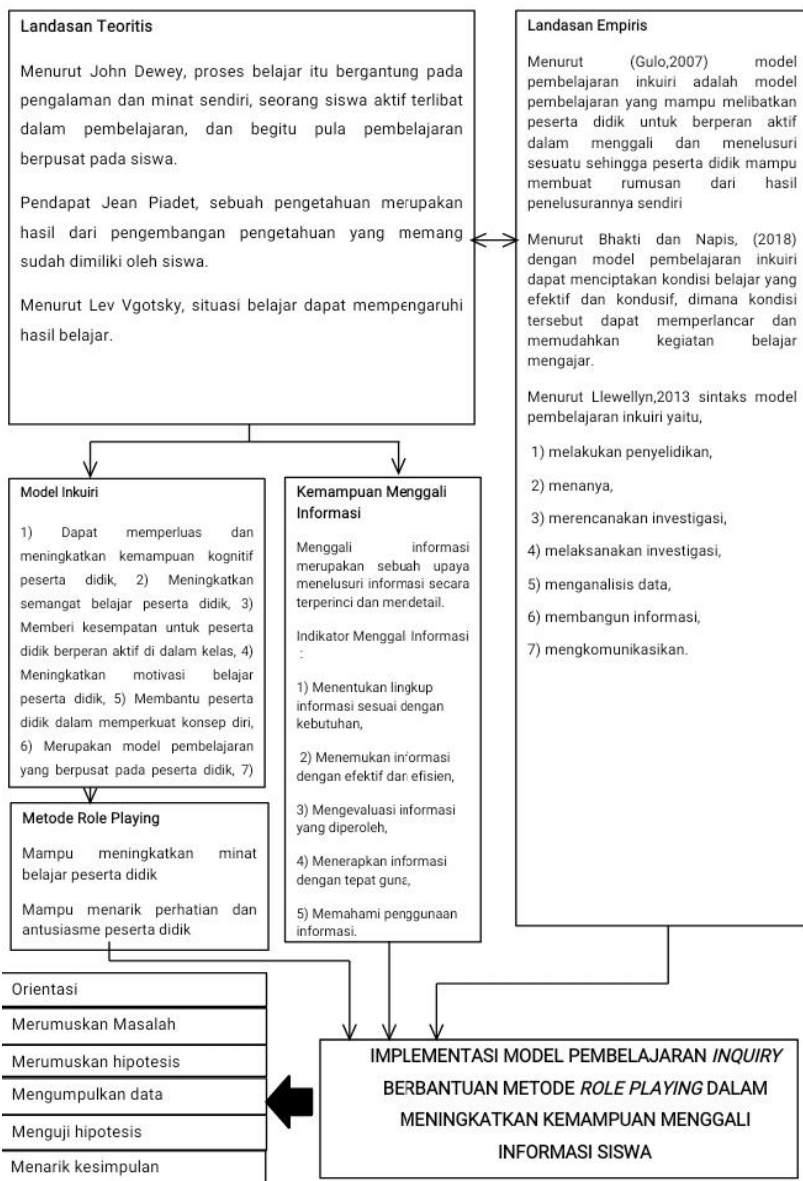 Landasan Teoritis
Menurut John Dewey, proses belajar itu bergantung pada
pengalaman dan minat sendiri, seorang siswa aktif terlibat
dalam pembelajaran, dan begitu pula pembelajaran
berpusat pada siswa.
Pendapat Jean Piadet, sebuah pengetahuan merupakan
hasil dari pengembangan pengetahuan yang memang
sudah dimiliki oleh siswa.
Menurut Lev Vgotsky, situasi belajar dapat mempengaruhi
hasil belajar.
Landasan Empiris
Menurut (Gulo,2007) model
pembelajaran inkuiri adalah model
pembelajaran yang mampu melibatkan
peserta didik untuk berperan aktif
dalam menggali dan menelusuri
sesuatu sehingga peserta didik mampu
membuat rumusan dari hasil
penelusurannya sendiri
Menurut Bhakti dan Napis, (2018)
dengan model pembelajaran inkuiri
dapat menciptakan kondisi belajar yang
efektif dan kondusif, dimana kondisi
tersebut dapat memperlancar dan
memudahkan kegiatan belajar
mengajar.
Menurut Llewellyn,2013 sintaks model
pembelajaran inkuiri yaitu,
1) melakukan penyelidikan,
2) menanya,
3) merencanakan investigasi,
4) melaksanakan investigasi,
5) menganalisis data,
6) membangun informasi,
7) mengkomunikasikan.
Model Inkuiri
1) Dapat memperluas dan
meningkatkan kemampuan kognitif
peserta didik, 2) Meningkatkan
semangat belajar peserta didik, 3)
Memberi kesempatan untuk peserta
didik berperan aktif di dalam kelas, 4)
Meningkatkan motivasi belajar
peserta didik, 5) Membantu peserta
didik dalam memperkuat konsep diri,
6) Merupakan model pembelajaran
yang berpusat pada peserta didik, 7)
Kemampuan Menggali
Informasi
Menggali informasi
merupakan sebuah upaya
menelusuri informasi secara
terperinci dan mendetail.
Indikator Menggali Informasi
:
1) Menentukan lingkup
informasi sesuai dengan
kebutuhan,
2) Menemukan informasi
dengan efektif dan efisien,
3) Mengevaluasi informasi
yang diperoleh,
4) Menerapkan informasi
dengan tepat guna,
5) Memahami penggunaan
informasi.
Metode Role Playing
Mampu meningkatkan minat
belajar peserta didik
Mampu menarik perhatian dan
antusiasme peserta didik
Orientasi
Merumuskan Masalah
Merumuskan hipotesis
Mengumpulkan data
Menguji hipotesis
Menarik kesimpulan
IMPLEMENTASI MODEL PEMBELAJARAN INQUIRY
BERBANTUAN METODE ROLE PLAYING DALAM
MENINGKATKAN KEMAMPUAN MENGGALI
INFORMASI SISWA